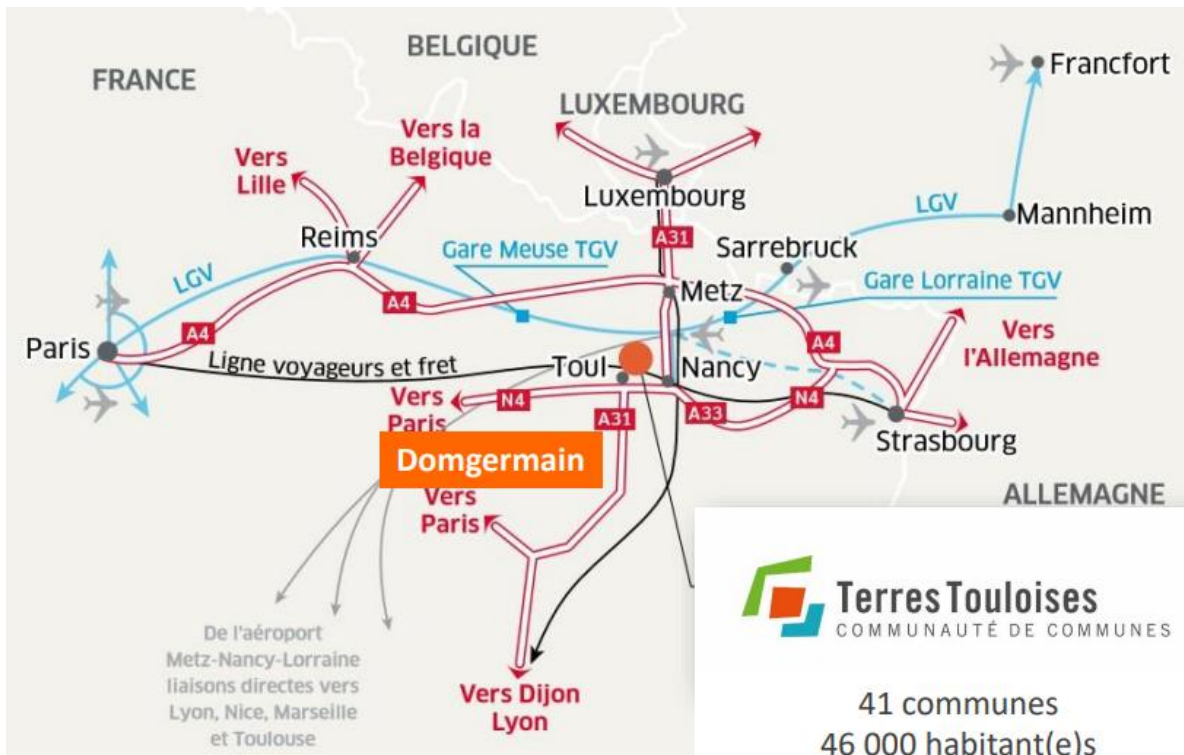 BELGIQUE
FRANCE
Francfort
LUXEMBOURG
Vers la
Belgique
Vers
Lille
Luxembourg
LGV
Mannheim
Reims
A31
Sarrebruck
Gare Meuse TGV
Gare Lorraine TGV
LGV
Metz
A4
A4
A4
Vers
l'Allemagne
Paris
Ligne voyageurs et fret
Toul
Nancy
Vers
Paris
N4
A31
A33
N4
Strasbourg
Domgermain
ALLEMAGNE
Vers
Paris
Terres Touloises
COMMUNAUTÉ DE COMMUNES
De l'aéroport
Metz-Nancy-Lorraine
liaisons directes vers
Lyon, Nice, Marseille
et Toulouse
Vers Dijon
Lyon
41 communes
46 000 habitant(e)s